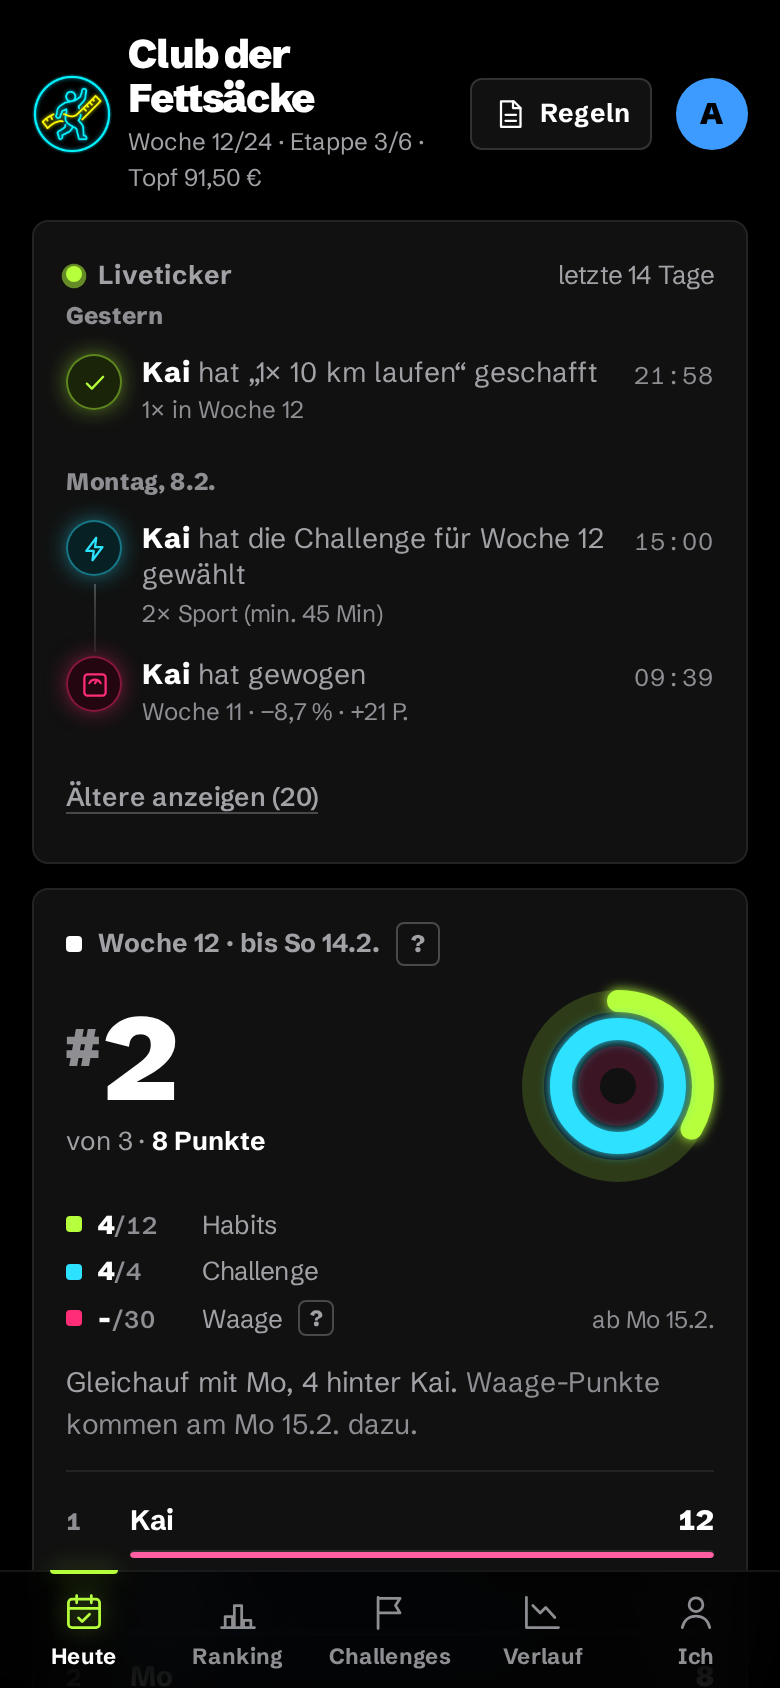 Club der
Fettsäcke
Woche 12/24 · Etappe 3/6 ·
Topf 91,50 €
Regeln
A
Liveticker
letzte 14 Tage
Gestern
Kai hat „1× 10 km laufen“ geschafft
21:58
1× in Woche 12
Montag, 8.2.
Kai hat die Challenge für Woche 12
gewählt
15:00
2× Sport (min. 45 Min)
Kai hat gewogen
09:39
Woche 11 · −8,7 % · +21 P.
Ältere anzeigen (20)
Woche 12 · bis So 14.2.
?
#2
von 3 · 8 Punkte
4/12 Habits
4/4 Challenge
-/30 Waage ? ab Mo 15.2.
Gleichauf mit Mo, 4 hinter Kai. Waage-Punkte
kommen am Mo 15.2. dazu.
1 Kai 12
2 Mo 8
Heute
Ranking
Challenges
Verlauf
Ich